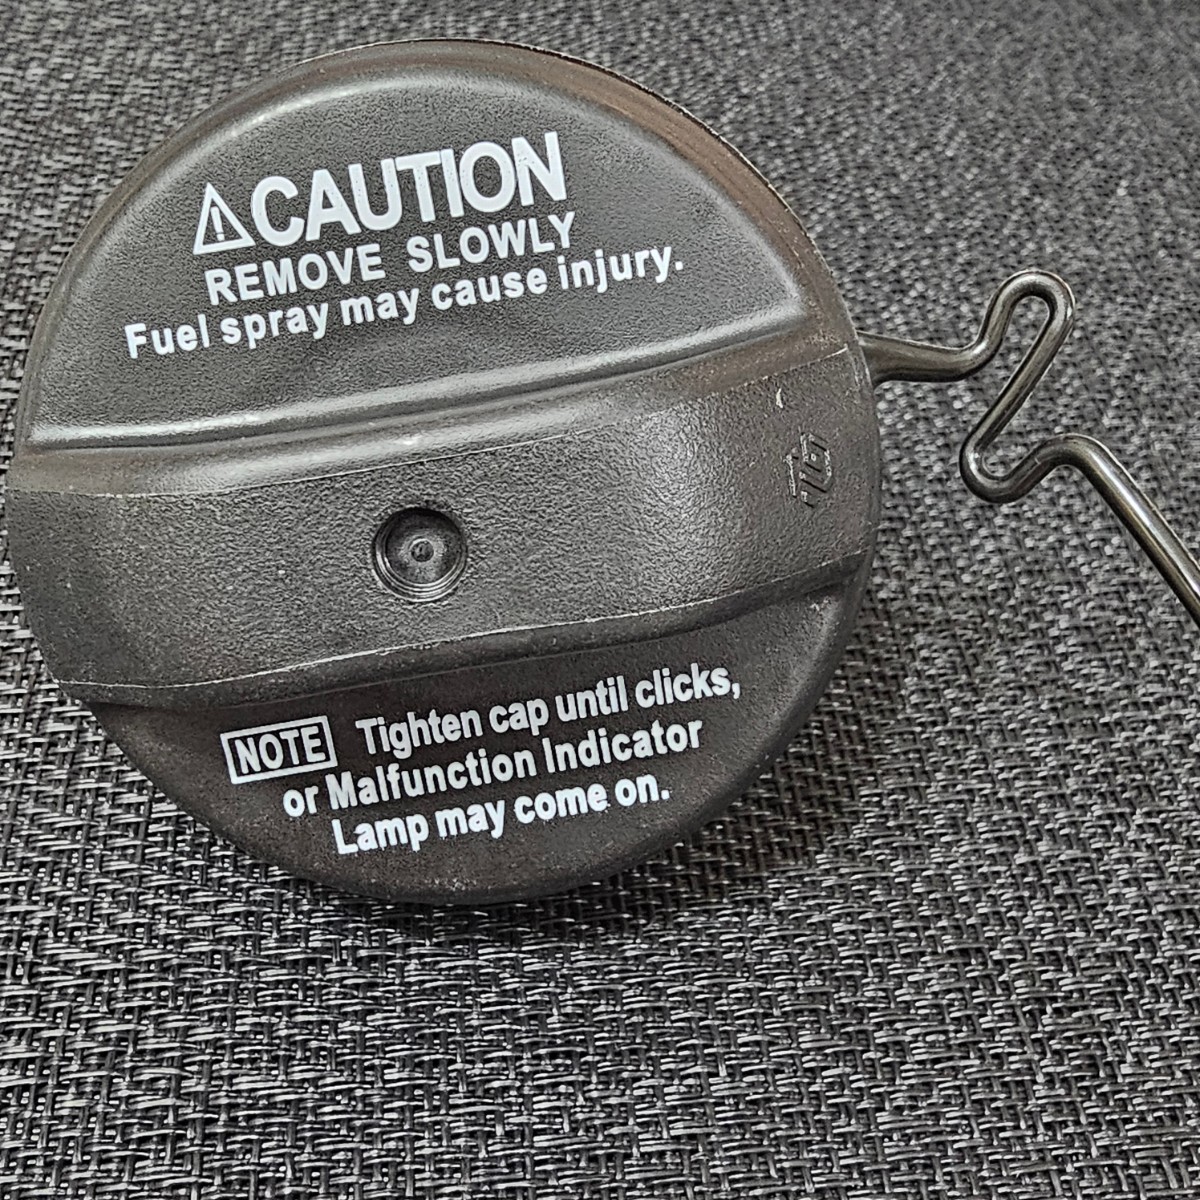 CAUTION
REMOVE SLOWLY
Fuel spray may cause injury.
NOTE Tighten cap until clicks,
or Malfunction Indicator
Lamp may come on.